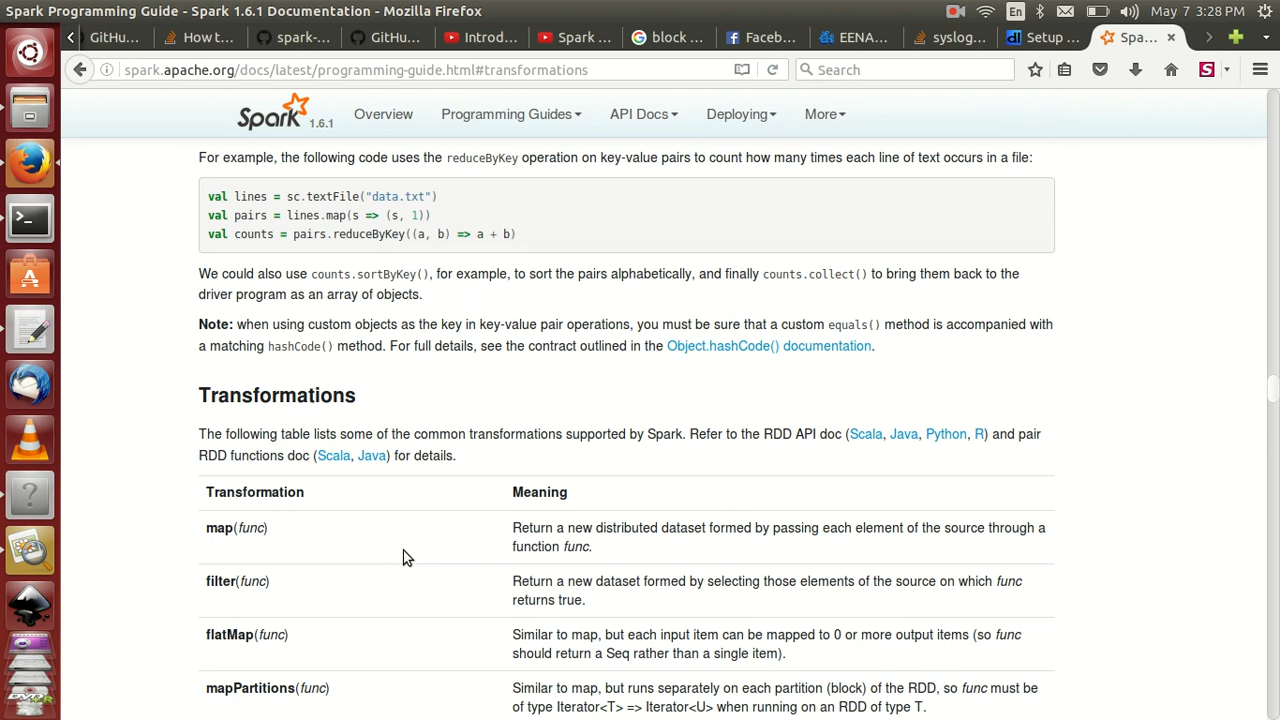 Spark Programming Guide - Spark 1.6.1 Documentation - Mozilla Firefox
En
May 7 3:28 PM
GitHu...
How t...
spark-...
GitHu...
Introd...
Spark ...
block ...
Faceb...
EENA...
syslog...
Setup ...
Spa...
spark.apache.org/docs/latest/programming-guide.html#transformations
Search
S
Spark 1.6.1
Overview
Programming Guides
API Docs
Deploying
More
For example, the following code uses the reduceByKey operation on key-value pairs to count how many times each line of text occurs in a file:
val lines = sc.textFile("data.txt")
val pairs = lines.map(s => (s, 1))
val counts = pairs.reduceByKey((a, b) => a + b)
We could also use counts.sortByKey(), for example, to sort the pairs alphabetically, and finally counts.collect() to bring them back to the
driver program as an array of objects.
Note: when using custom objects as the key in key-value pair operations, you must be sure that a custom equals() method is accompanied with
a matching hashCode() method. For full details, see the contract outlined in the Object.hashCode() documentation.
Transformations
The following table lists some of the common transformations supported by Spark. Refer to the RDD API doc (Scala, Java, Python, R) and pair
RDD functions doc (Scala, Java) for details.
Transformation Meaning
map(func) Return a new distributed dataset formed by passing each element of the source through a
function func.
filter(func) Return a new dataset formed by selecting those elements of the source on which func
returns true.
flatMap(func) Similar to map, but each input item can be mapped to 0 or more output items (so func
should return a Seq rather than a single item).
mapPartitions(func) Similar to map, but runs separately on each partition (block) of the RDD, so func must be
of type Iterator<T> => Iterator<U> when running on an RDD of type T.